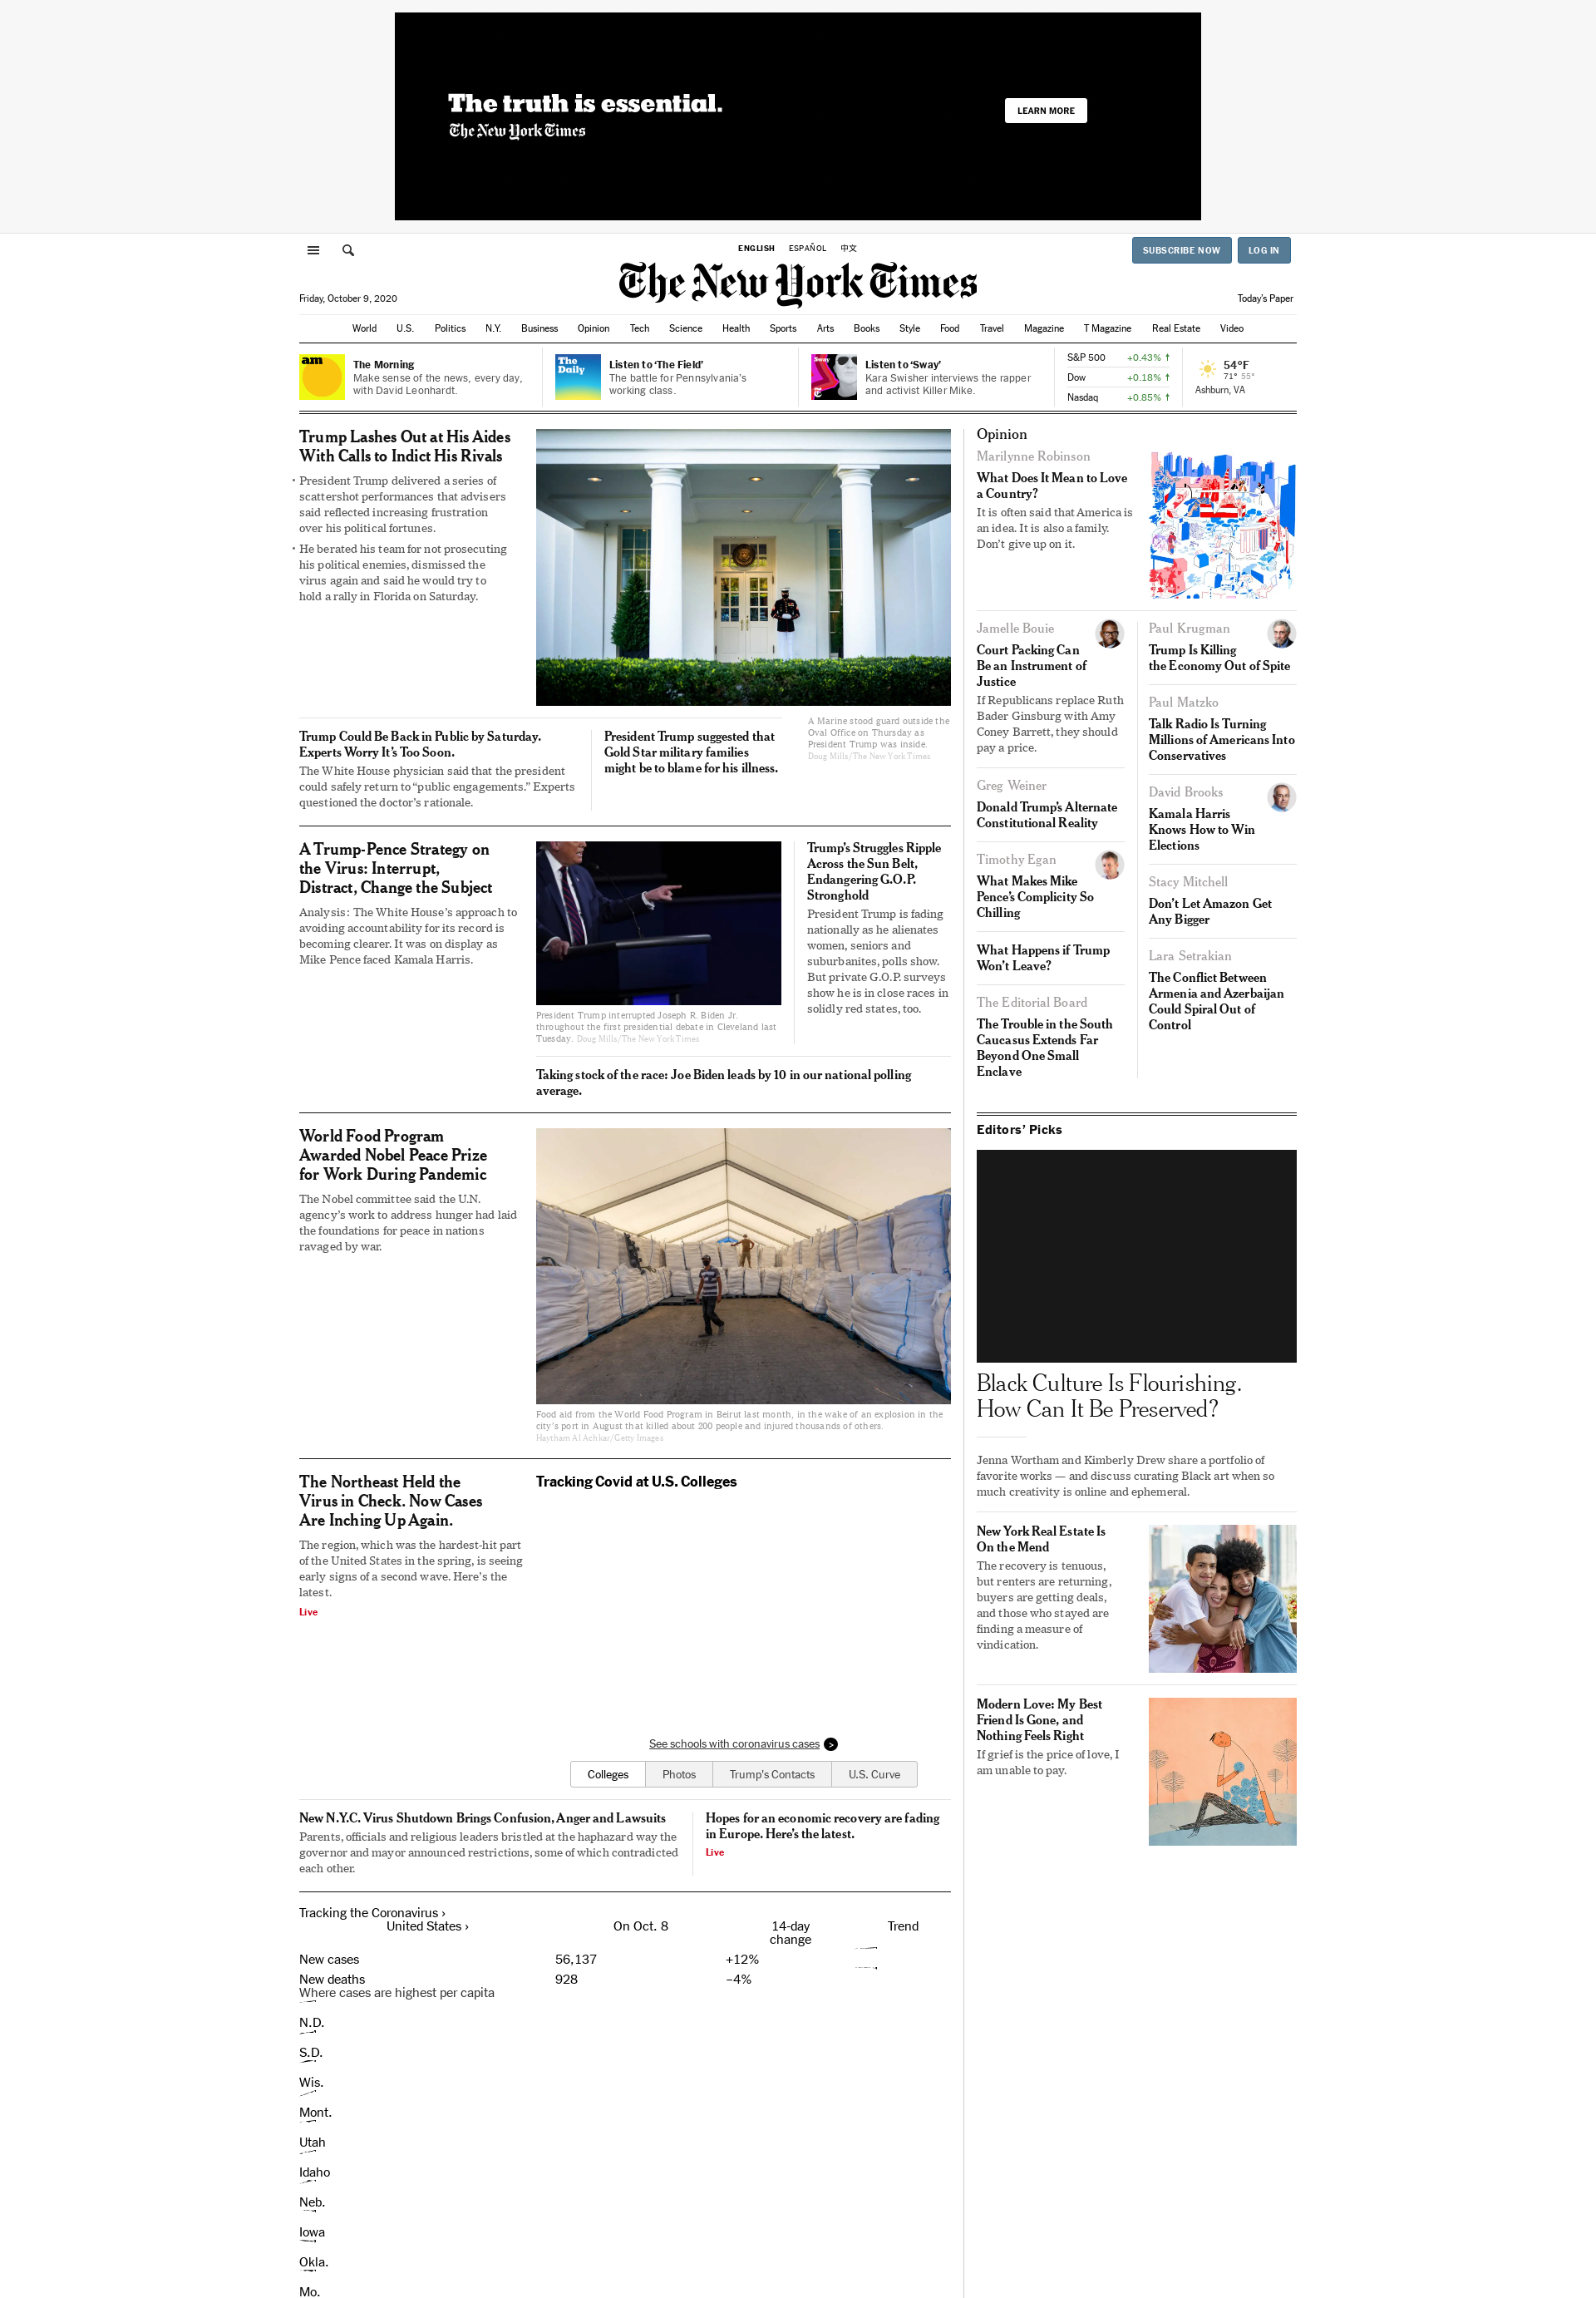 The truth is essential.
The New York Times
LEARN MORE
ENGLISH ESPAÑOL 中文
SUBSCRIBE NOW LOG IN
The New York Times
Friday, October 9, 2020
Today's Paper
World U.S. Politics N.Y. Business Opinion Tech Science Health Sports Arts Books Style Food Travel Magazine T Magazine Real Estate Video
am
The Morning
Make sense of the news, every day,
with David Leonhardt.
The
Daily
Listen to ‘The Field’
The battle for Pennsylvania’s
working class.
Sway
Listen to ‘Sway’
Kara Swisher interviews the rapper
and activist Killer Mike.
S&P 500 +0.43% ↑
Dow +0.18% ↑
Nasdaq +0.85% ↑
54°F
71° 55°
Ashburn, VA
Trump Lashes Out at His Aides
With Calls to Indict His Rivals
• President Trump delivered a series of
scattershot performances that advisers
said reflected increasing frustration
over his political fortunes.
• He berated his team for not prosecuting
his political enemies, dismissed the
virus again and said he would try to
hold a rally in Florida on Saturday.
A Marine stood guard outside the
Oval Office on Thursday as
President Trump was inside.
Doug Mills/The New York Times
Trump Could Be Back in Public by Saturday.
Experts Worry It’s Too Soon.
The White House physician said that the president
could safely return to “public engagements.” Experts
questioned the doctor’s rationale.
President Trump suggested that
Gold Star military families
might be to blame for his illness.
A Trump-Pence Strategy on
the Virus: Interrupt,
Distract, Change the Subject
Analysis: The White House’s approach to
avoiding accountability for its record is
becoming clearer. It was on display as
Mike Pence faced Kamala Harris.
President Trump interrupted Joseph R. Biden Jr.
throughout the first presidential debate in Cleveland last
Tuesday. Doug Mills/The New York Times
Trump’s Struggles Ripple
Across the Sun Belt,
Endangering G.O.P.
Stronghold
President Trump is fading
nationally as he alienates
women, seniors and
suburbanites, polls show.
But private G.O.P. surveys
show he is in close races in
solidly red states, too.
Taking stock of the race: Joe Biden leads by 10 in our national polling
average.
World Food Program
Awarded Nobel Peace Prize
for Work During Pandemic
The Nobel committee said the U.N.
agency’s work to address hunger had laid
the foundations for peace in nations
ravaged by war.
Food aid from the World Food Program in Beirut last month, in the wake of an explosion in the
city’s port in August that killed about 200 people and injured thousands of others.
Haytham Al Achkar/Getty Images
The Northeast Held the
Virus in Check. Now Cases
Are Inching Up Again.
The region, which was the hardest-hit part
of the United States in the spring, is seeing
early signs of a second wave. Here’s the
latest.
Live
Tracking Covid at U.S. Colleges
See schools with coronavirus cases >
Colleges Photos Trump’s Contacts U.S. Curve
New N.Y.C. Virus Shutdown Brings Confusion, Anger and Lawsuits
Parents, officials and religious leaders bristled at the haphazard way the
governor and mayor announced restrictions, some of which contradicted
each other.
Hopes for an economic recovery are fading
in Europe. Here’s the latest.
Live
Tracking the Coronavirus ›
United States › On Oct. 8 14-day
change Trend
New cases 56,137 +12%
New deaths 928 –4%
Where cases are highest per capita
N.D.
S.D.
Wis.
Mont.
Utah
Idaho
Neb.
Iowa
Okla.
Mo.
Opinion
Marilynne Robinson
What Does It Mean to Love
a Country?
It is often said that America is
an idea. It is also a family.
Don’t give up on it.
Jamelle Bouie
Court Packing Can
Be an Instrument of
Justice
If Republicans replace Ruth
Bader Ginsburg with Amy
Coney Barrett, they should
pay a price.
Greg Weiner
Donald Trump’s Alternate
Constitutional Reality
Timothy Egan
What Makes Mike
Pence’s Complicity So
Chilling
What Happens if Trump
Won’t Leave?
The Editorial Board
The Trouble in the South
Caucasus Extends Far
Beyond One Small
Enclave
Paul Krugman
Trump Is Killing
the Economy Out of Spite
Paul Matzko
Talk Radio Is Turning
Millions of Americans Into
Conservatives
David Brooks
Kamala Harris
Knows How to Win
Elections
Stacy Mitchell
Don’t Let Amazon Get
Any Bigger
Lara Setrakian
The Conflict Between
Armenia and Azerbaijan
Could Spiral Out of
Control
Editors’ Picks
Black Culture Is Flourishing.
How Can It Be Preserved?
Jenna Wortham and Kimberly Drew share a portfolio of
favorite works — and discuss curating Black art when so
much creativity is online and ephemeral.
New York Real Estate Is
On the Mend
The recovery is tenuous,
but renters are returning,
buyers are getting deals,
and those who stayed are
finding a measure of
vindication.
Modern Love: My Best
Friend Is Gone, and
Nothing Feels Right
If grief is the price of love, I
am unable to pay.